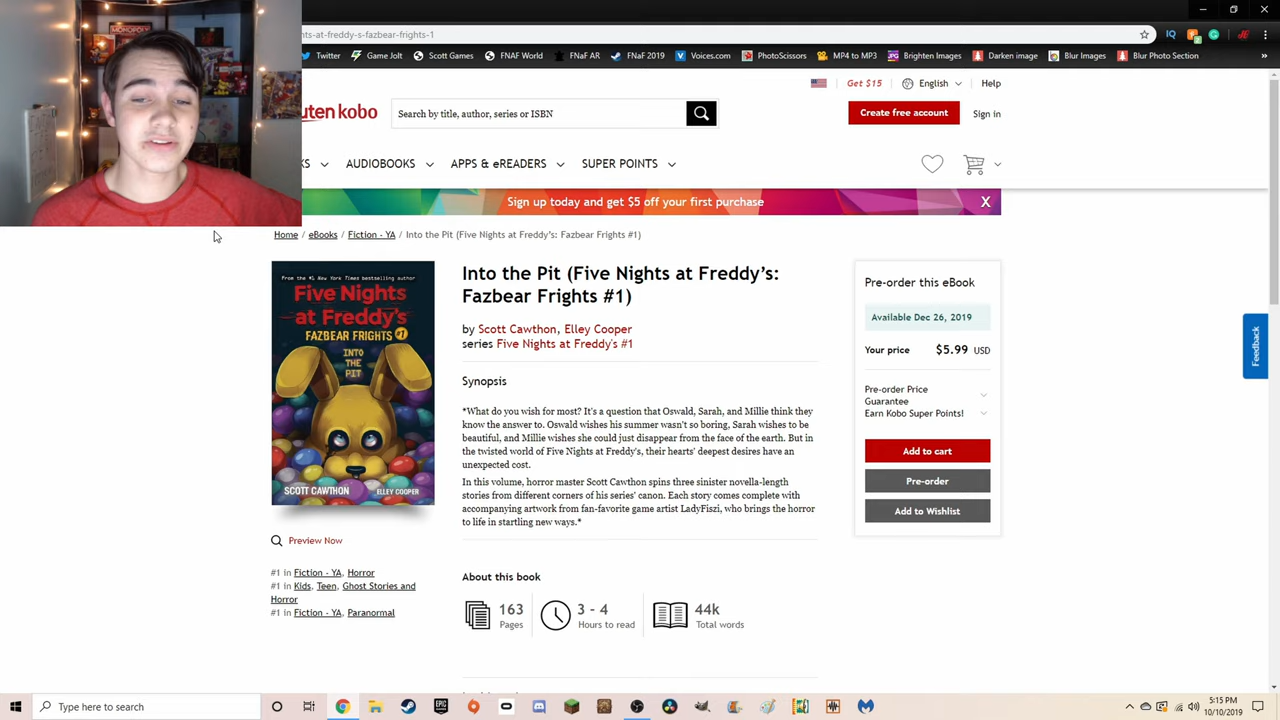 MONOPOLY
ts-at-freddy-s-fazbear-frights-1
Twitter
Game Jolt
Scott Games
FNAF World
FNaF AR
FNaF 2019
Voices.com
PhotoScissors
MP4 to MP3
Brighten Images
Darken image
Blur Images
Blur Photo Section
Get $15
English
Help
uten kobo
Search by title, author, series or ISBN
Create free account
Sign in
KS
AUDIOBOOKS
APPS & eREADERS
SUPER POINTS
Sign up today and get $5 off your first purchase
X
Home / eBooks / Fiction - YA / Into the Pit (Five Nights at Freddy's: Fazbear Frights #1)
From the #1 New York Times bestselling author
Five Nights
at Freddy's
FAZBEAR FRIGHTS #1
INTO
THE
PIT
SCOTT CAWTHON
ELLEY COOPER
Preview Now
#1 in Fiction - YA, Horror
#1 in Kids, Teen, Ghost Stories and
Horror
#1 in Fiction - YA, Paranormal
Into the Pit (Five Nights at Freddy's:
Fazbear Frights #1)
by Scott Cawthon, Elley Cooper
series Five Nights at Freddy's #1
Synopsis
*What do you wish for most? It's a question that Oswald, Sarah, and Millie think they
know the answer to. Oswald wishes his summer wasn't so boring, Sarah wishes to be
beautiful, and Millie wishes she could just disappear from the face of the earth. But in
the twisted world of Five Nights at Freddy's, their hearts' deepest desires have an
unexpected cost.
In this volume, horror master Scott Cawthon spins three sinister novella-length
stories from different corners of his series' canon. Each story comes complete with
accompanying artwork from fan-favorite game artist LadyFiszi, who brings the horror
to life in startling new ways.*
About this book
163
Pages
3 - 4
Hours to read
44k
Total words
Pre-order this eBook
Available Dec 26, 2019
Your price $5.99 USD
Pre-order Price
Guarantee
Earn Kobo Super Points!
Add to cart
Pre-order
Add to Wishlist
Feedback
Type here to search
5:15 PM
10/10/2019